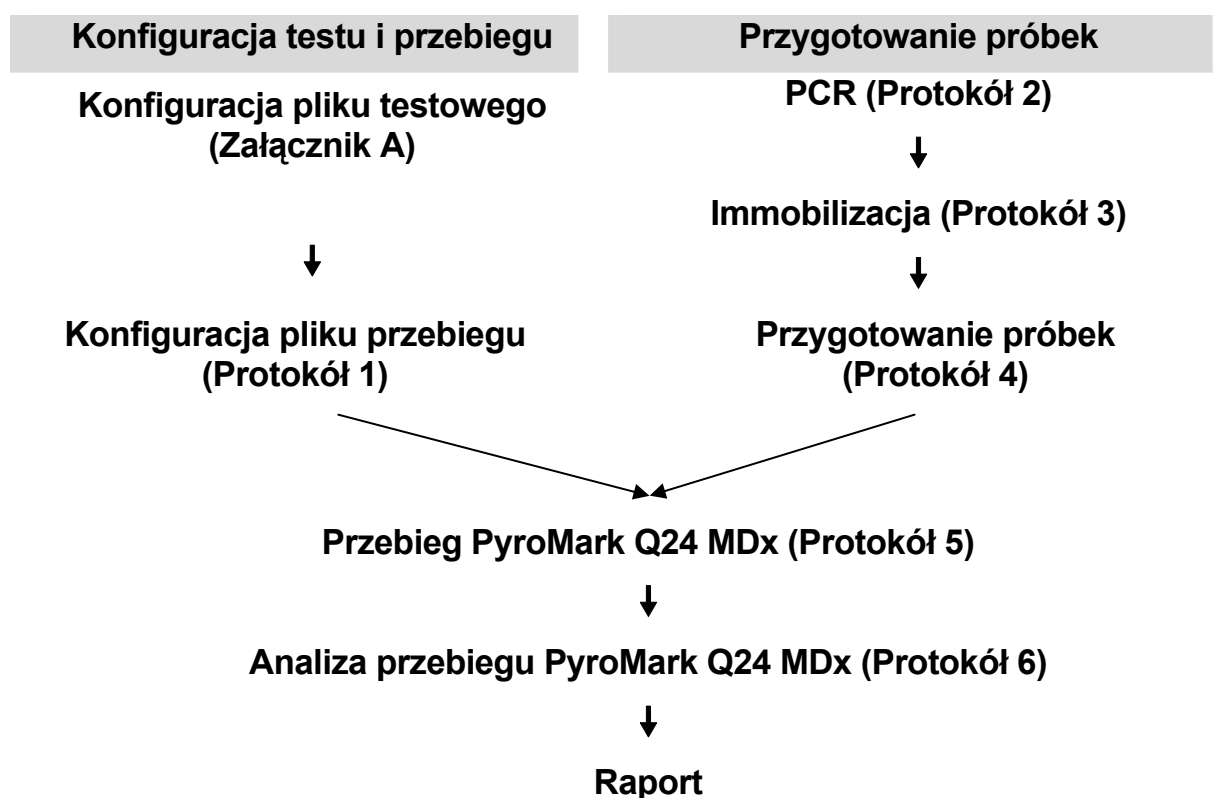 Konfiguracja testu i przebiegu
Konfiguracja pliku testowego
(Załącznik A)
Konfiguracja pliku przebiegu
(Protokół 1)
Przygotowanie próbek
PCR (Protokół 2)
Immobilizacja (Protokół 3)
Przygotowanie próbek
(Protokół 4)
Przebieg PyroMark Q24 MDx (Protokół 5)
Analiza przebiegu PyroMark Q24 MDx (Protokół 6)
Raport